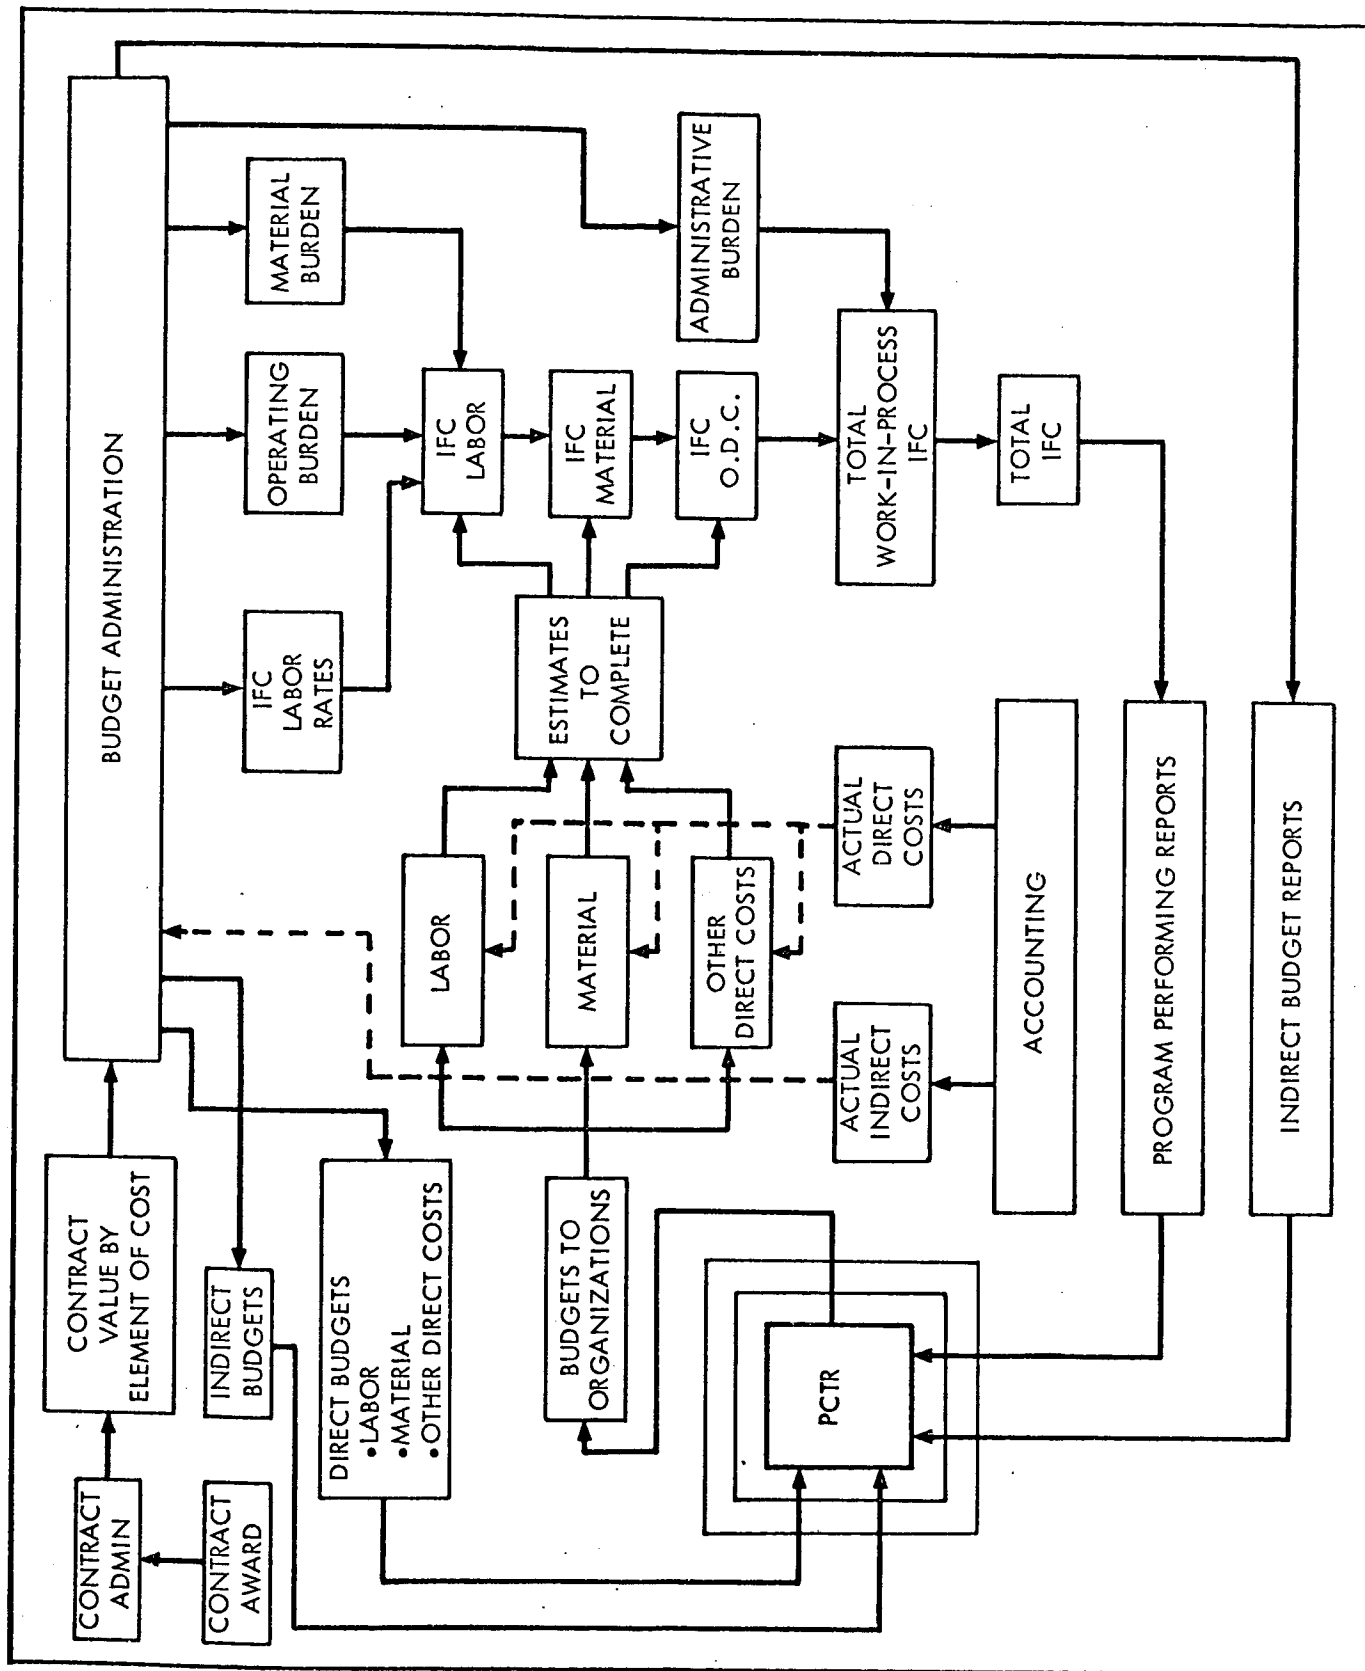 CONTRACT
ADMIN
CONTRACT
AWARD
CONTRACT
VALUE BY
ELEMENT OF COST
BUDGET ADMINISTRATION
INDIRECT
BUDGETS
IFC
LABOR
RATES
OPERATING
BURDEN
MATERIAL
BURDEN
DIRECT BUDGETS
•LABOR
•MATERIAL
•OTHER DIRECT COSTS
LABOR
IFC
LABOR
BUDGETS TO
ORGANIZATIONS
MATERIAL
ESTIMATES
TO
COMPLETE
IFC
MATERIAL
OTHER
DIRECT COSTS
IFC
O.D.C.
ADMINISTRATIVE
BURDEN
PCTR
ACTUAL
INDIRECT
COSTS
ACTUAL
DIRECT
COSTS
TOTAL
WORK-IN-PROCESS
IFC
ACCOUNTING
TOTAL
IFC
PROGRAM PERFORMING REPORTS
INDIRECT BUDGET REPORTS